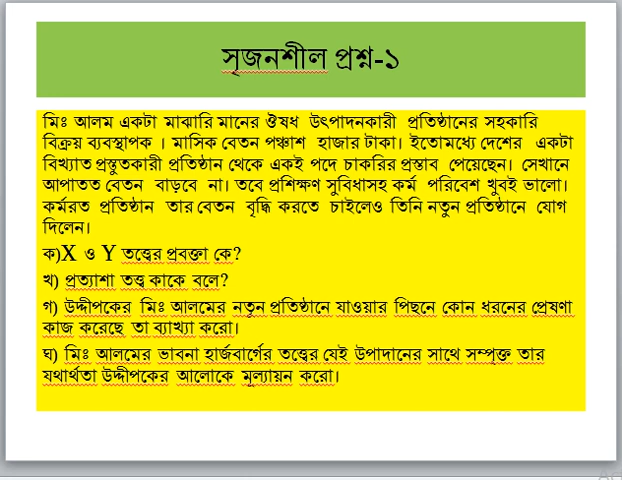 সৃজনশীল প্রশ্ন-১
মিঃ আলম একটা মাঝারি মানের ঔষধ উৎপাদনকারী প্রতিষ্ঠানের সহকারি
বিক্রয় ব্যবস্থাপক । মাসিক বেতন পঞ্চাশ হাজার টাকা। ইতোমধ্যে দেশের একটা
বিখ্যাত প্রস্তুতকারী প্রতিষ্ঠান থেকে একই পদে চাকরির প্রস্তাব পেয়েছেন। সেখানে
আপাতত বেতন বাড়বে না। তবে প্রশিক্ষণ সুবিধাসহ কর্ম পরিবেশ খুবই ভালো।
কর্মরত প্রতিষ্ঠান তার বেতন বৃদ্ধি করতে চাইলেও তিনি নতুন প্রতিষ্ঠানে যোগ
দিলেন।
ক)X ও Y তত্ত্বের প্রবক্তা কে?
খ) প্রত্যাশা তত্ত্ব কাকে বলে?
গ) উদ্দীপকের মিঃ আলমের নতুন প্রতিষ্ঠানে যাওয়ার পিছনে কোন ধরনের প্রেষণা
কাজ করেছে তা ব্যাখ্যা করো।
ঘ) মিঃ আলমের ভাবনা হার্জবার্গের তত্ত্বের যেই উপাদানের সাথে সম্পৃক্ত তার
যথার্থতা উদ্দীপকের আলোকে মূল্যায়ন করো।